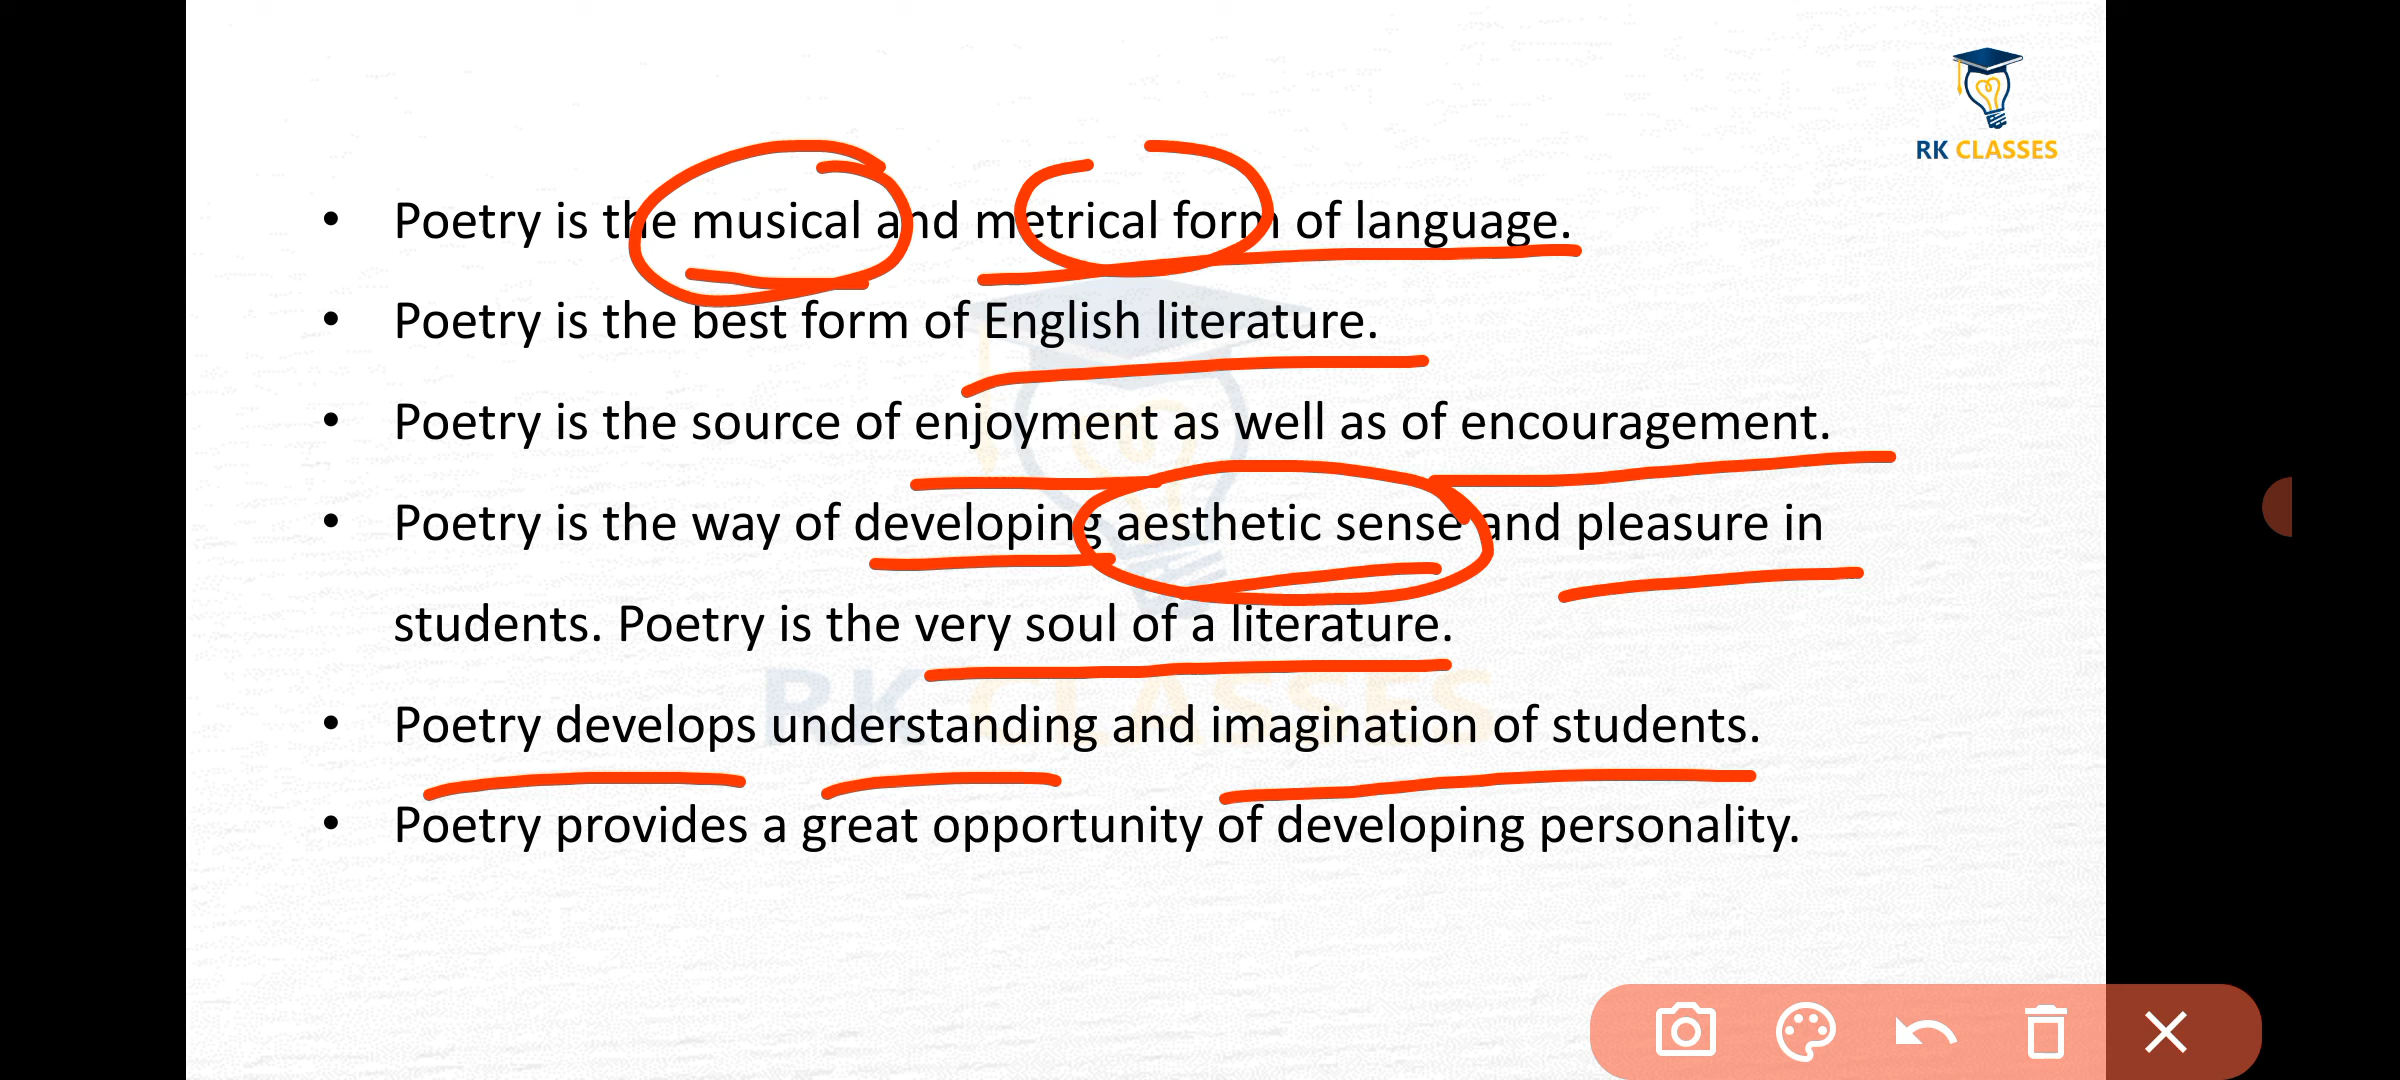 RK CLASSES
• Poetry is the musical and metrical form of language.
• Poetry is the best form of English literature.
• Poetry is the source of enjoyment as well as of encouragement.
• Poetry is the way of developing aesthetic sense and pleasure in
students. Poetry is the very soul of a literature.
RK CLASSES
• Poetry develops understanding and imagination of students.
• Poetry provides a great opportunity of developing personality.